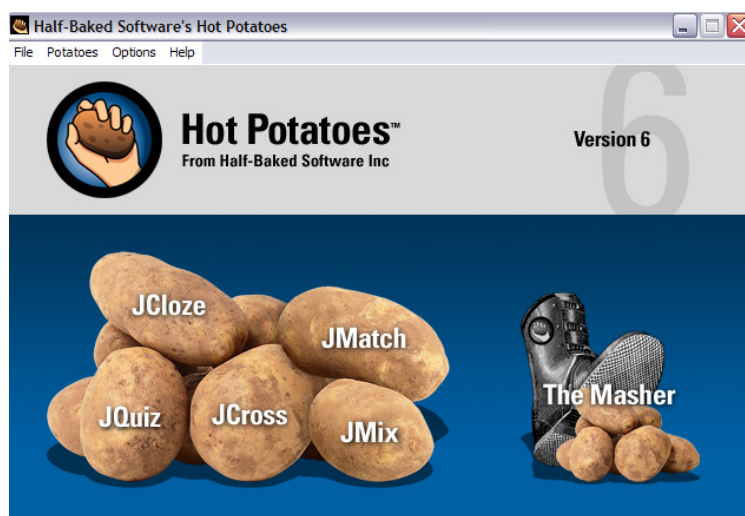 Half-Baked Software's Hot Potatoes
File Potatoes Options Help
Hot Potatoes™
From Half-Baked Software Inc
Version 6
6
JCloze
JMatch
JQuiz
JCross
JMix
The Masher